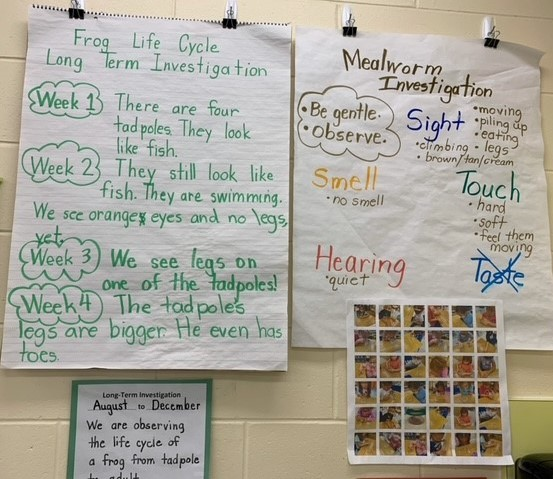 Frog Life Cycle
Long Term Investigation
Week 1 There are four
tadpoles. They look
like fish.
Week 2 They still look like
fish. They are swimming.
We see orange eyes and no legs,
yet.
Week 3 We see legs on
one of the tadpoles!
Week 4 The tadpole's
legs are bigger. He even has
toes.
Long-Term Investigation
August to December
We are observing
the life cycle of
a frog from tadpole
to adult.
Mealworm
Investigation
• Be gentle.
• Observe.
Sight
• moving
• piling up
• eating
• legs
• climbing
• brown/tan/cream
Smell
• no smell
Touch
• hard
• soft
• feel them
moving
Hearing
• quiet
Taste